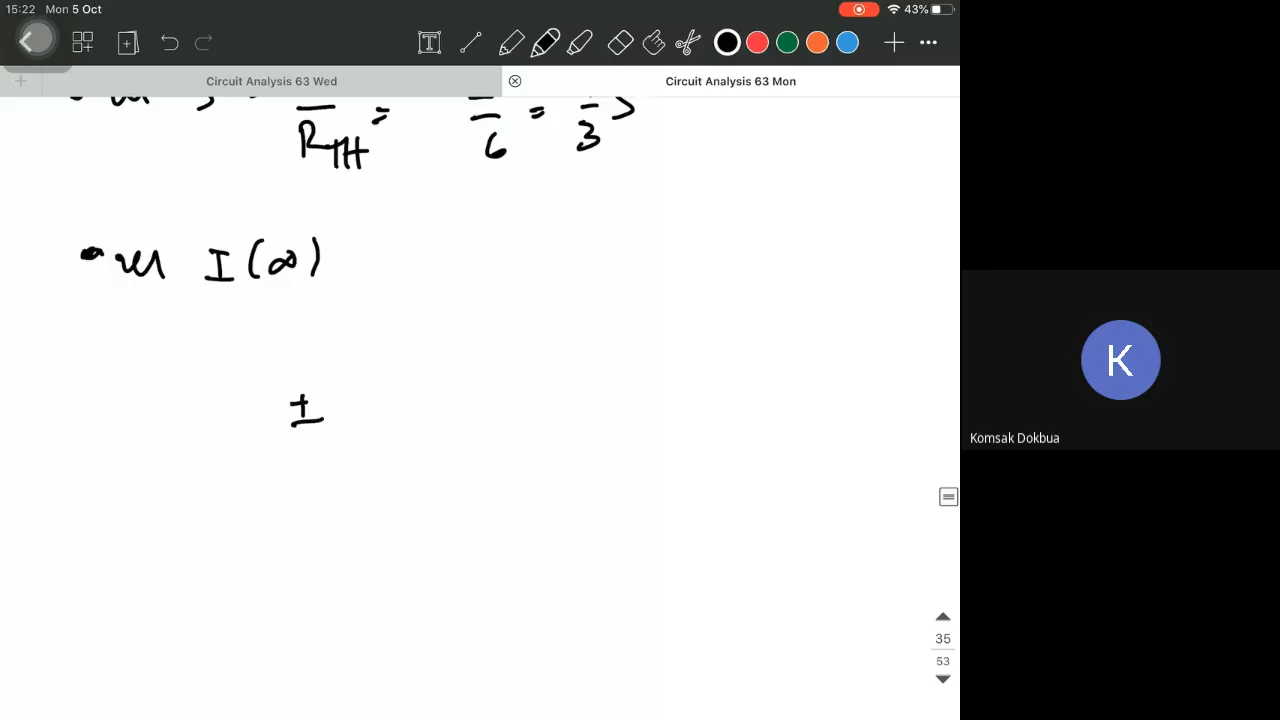 15:22 Mon 5 Oct 43%
Circuit Analysis 63 Wed Circuit Analysis 63 Mon
R_TH = 6 = 3
หา I(∞)
+
K
Komsak Dokbua
35
53